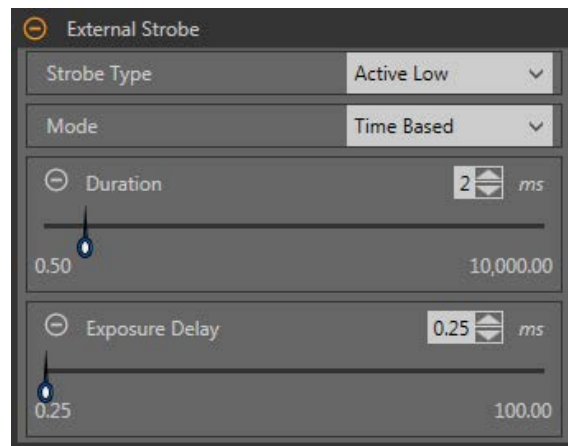 External Strobe
Strobe Type Active Low
Mode Time Based
Duration 2 ms
0.50 10,000.00
Exposure Delay 0.25 ms
0.25 100.00